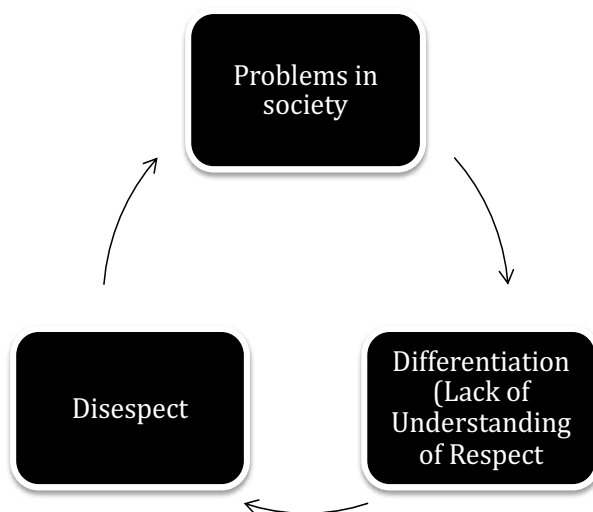 Problems in
society
Disespect
Differentiation
(Lack of
Understanding
of Respect